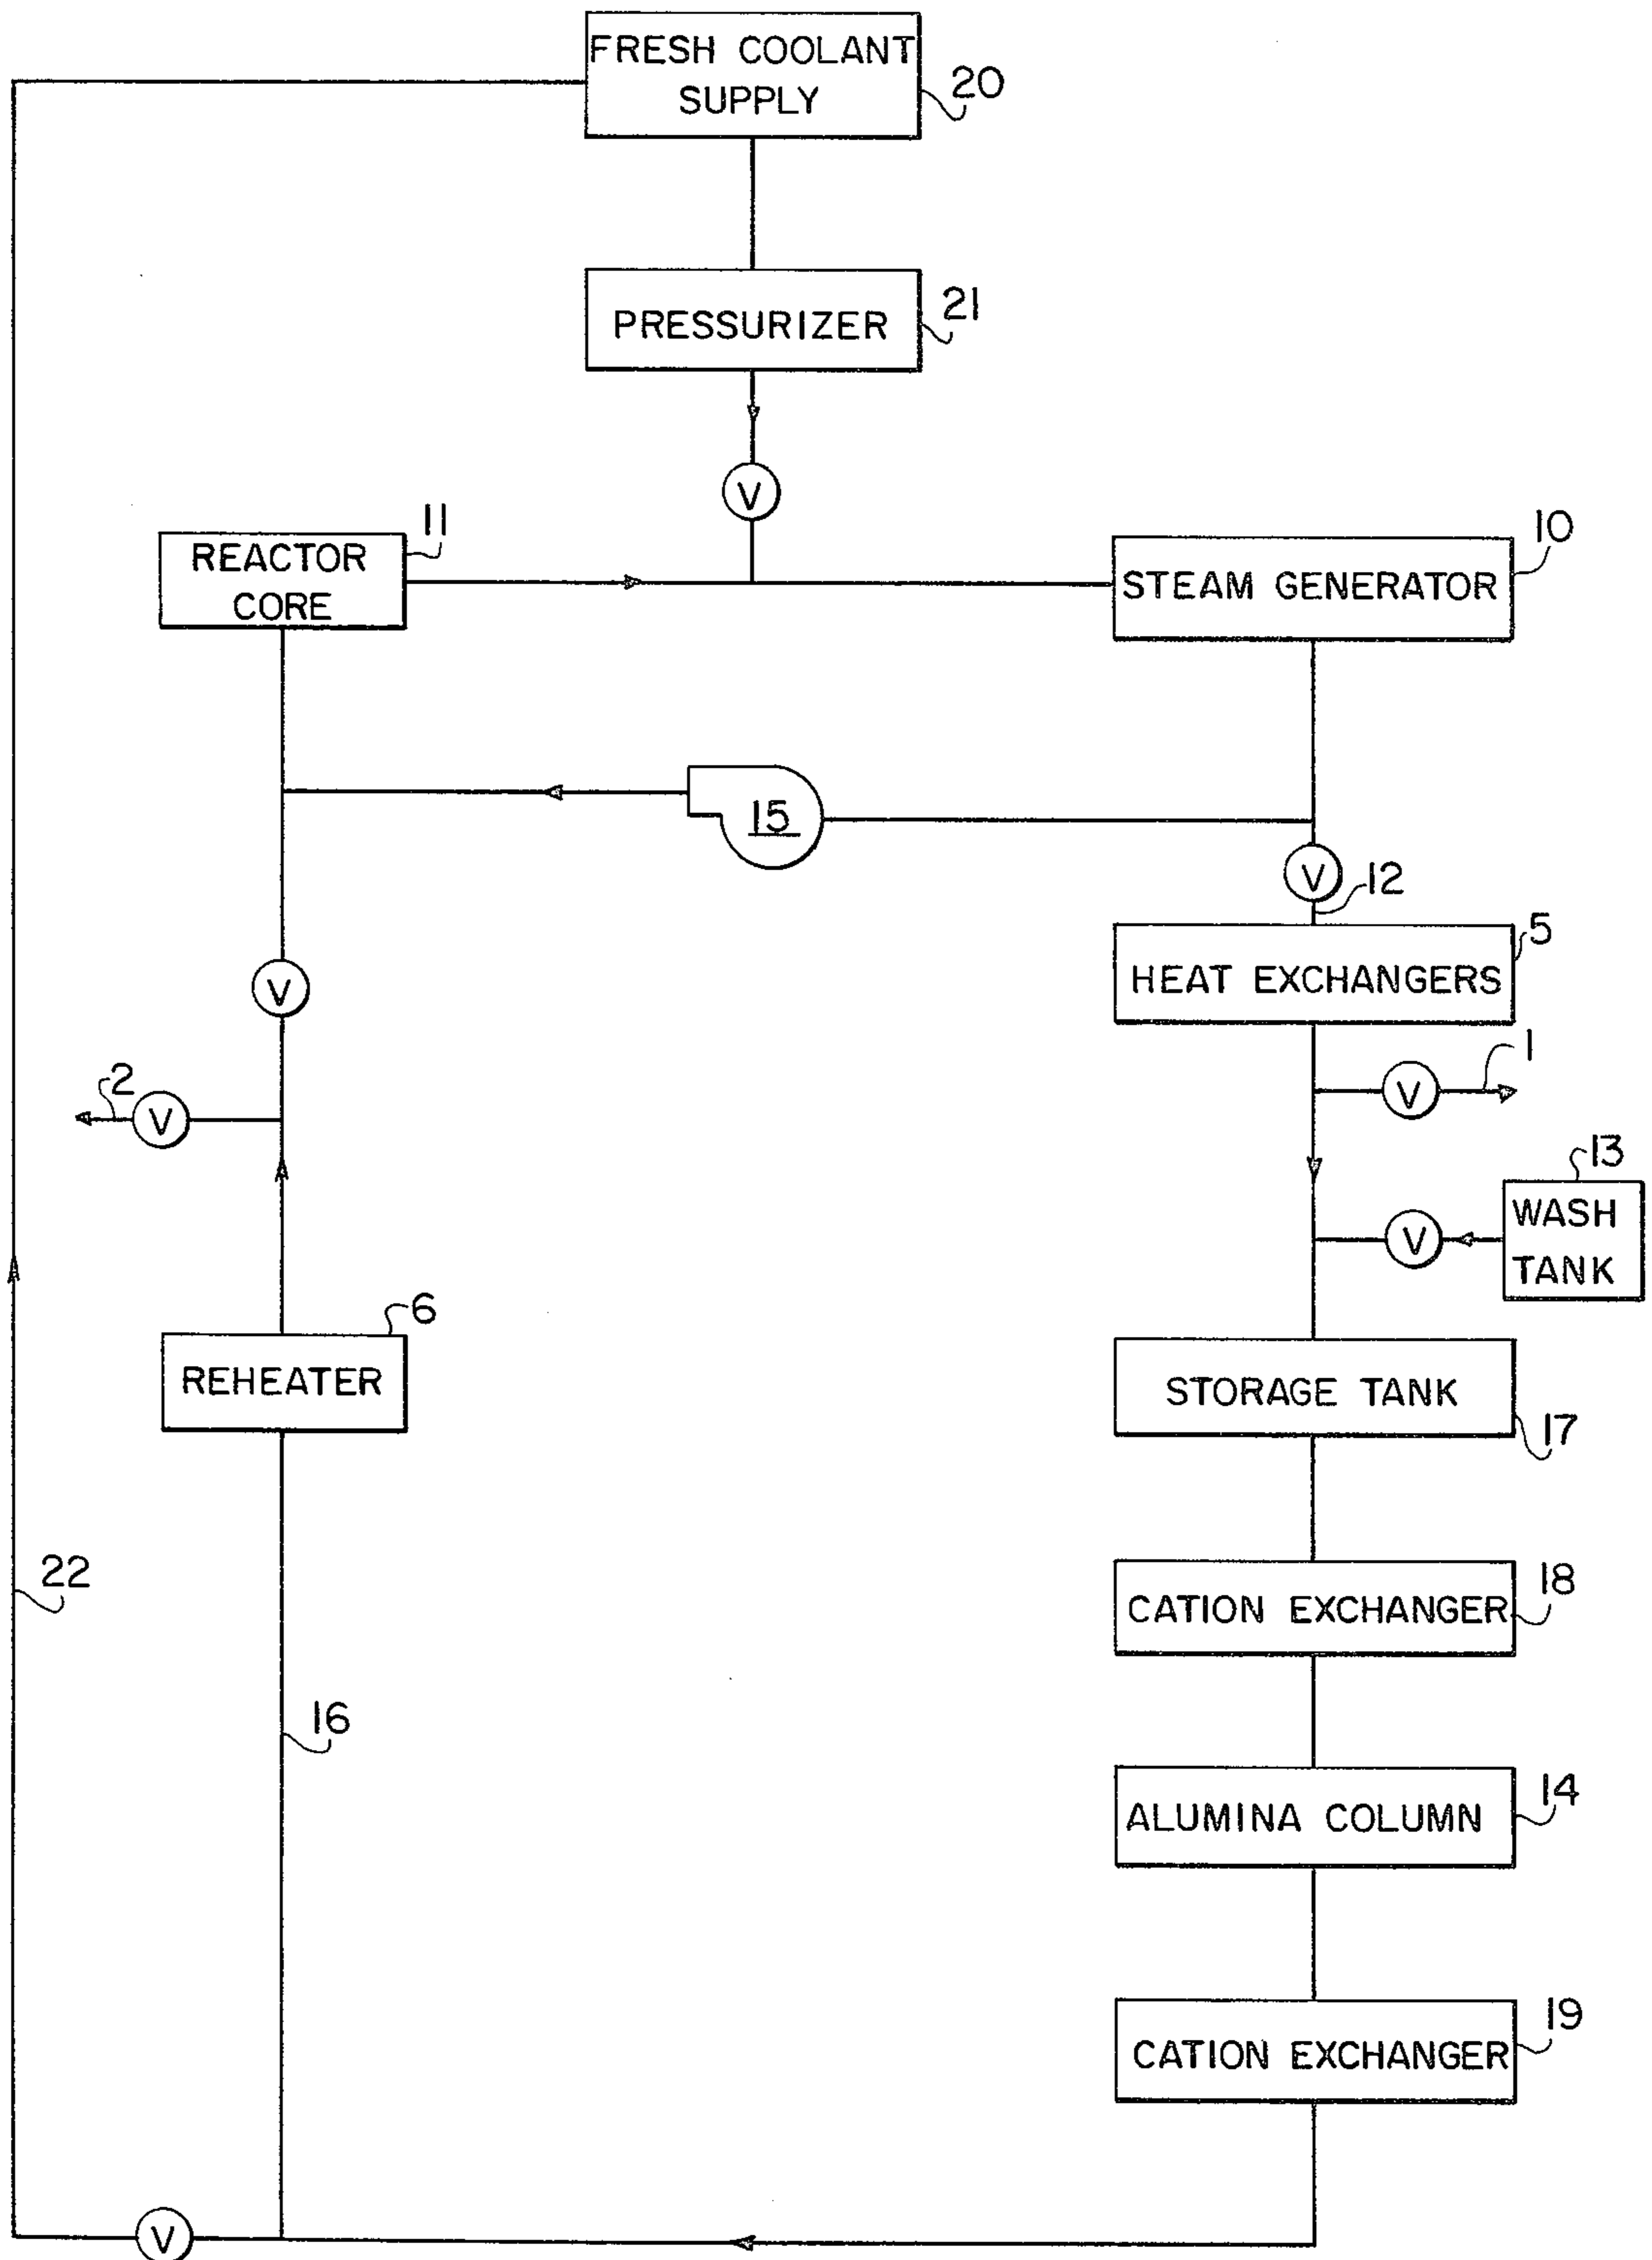 FRESH COOLANT
SUPPLY
20
PRESSURIZER
21
V
REACTOR
CORE
11
STEAM GENERATOR
10
15
V
12
HEAT EXCHANGERS
5
V
2
V
V
1
13
WASH
TANK
V
6
REHEATER
STORAGE TANK
17
22
CATION EXCHANGER
18
16
ALUMINA COLUMN
14
CATION EXCHANGER
19
V